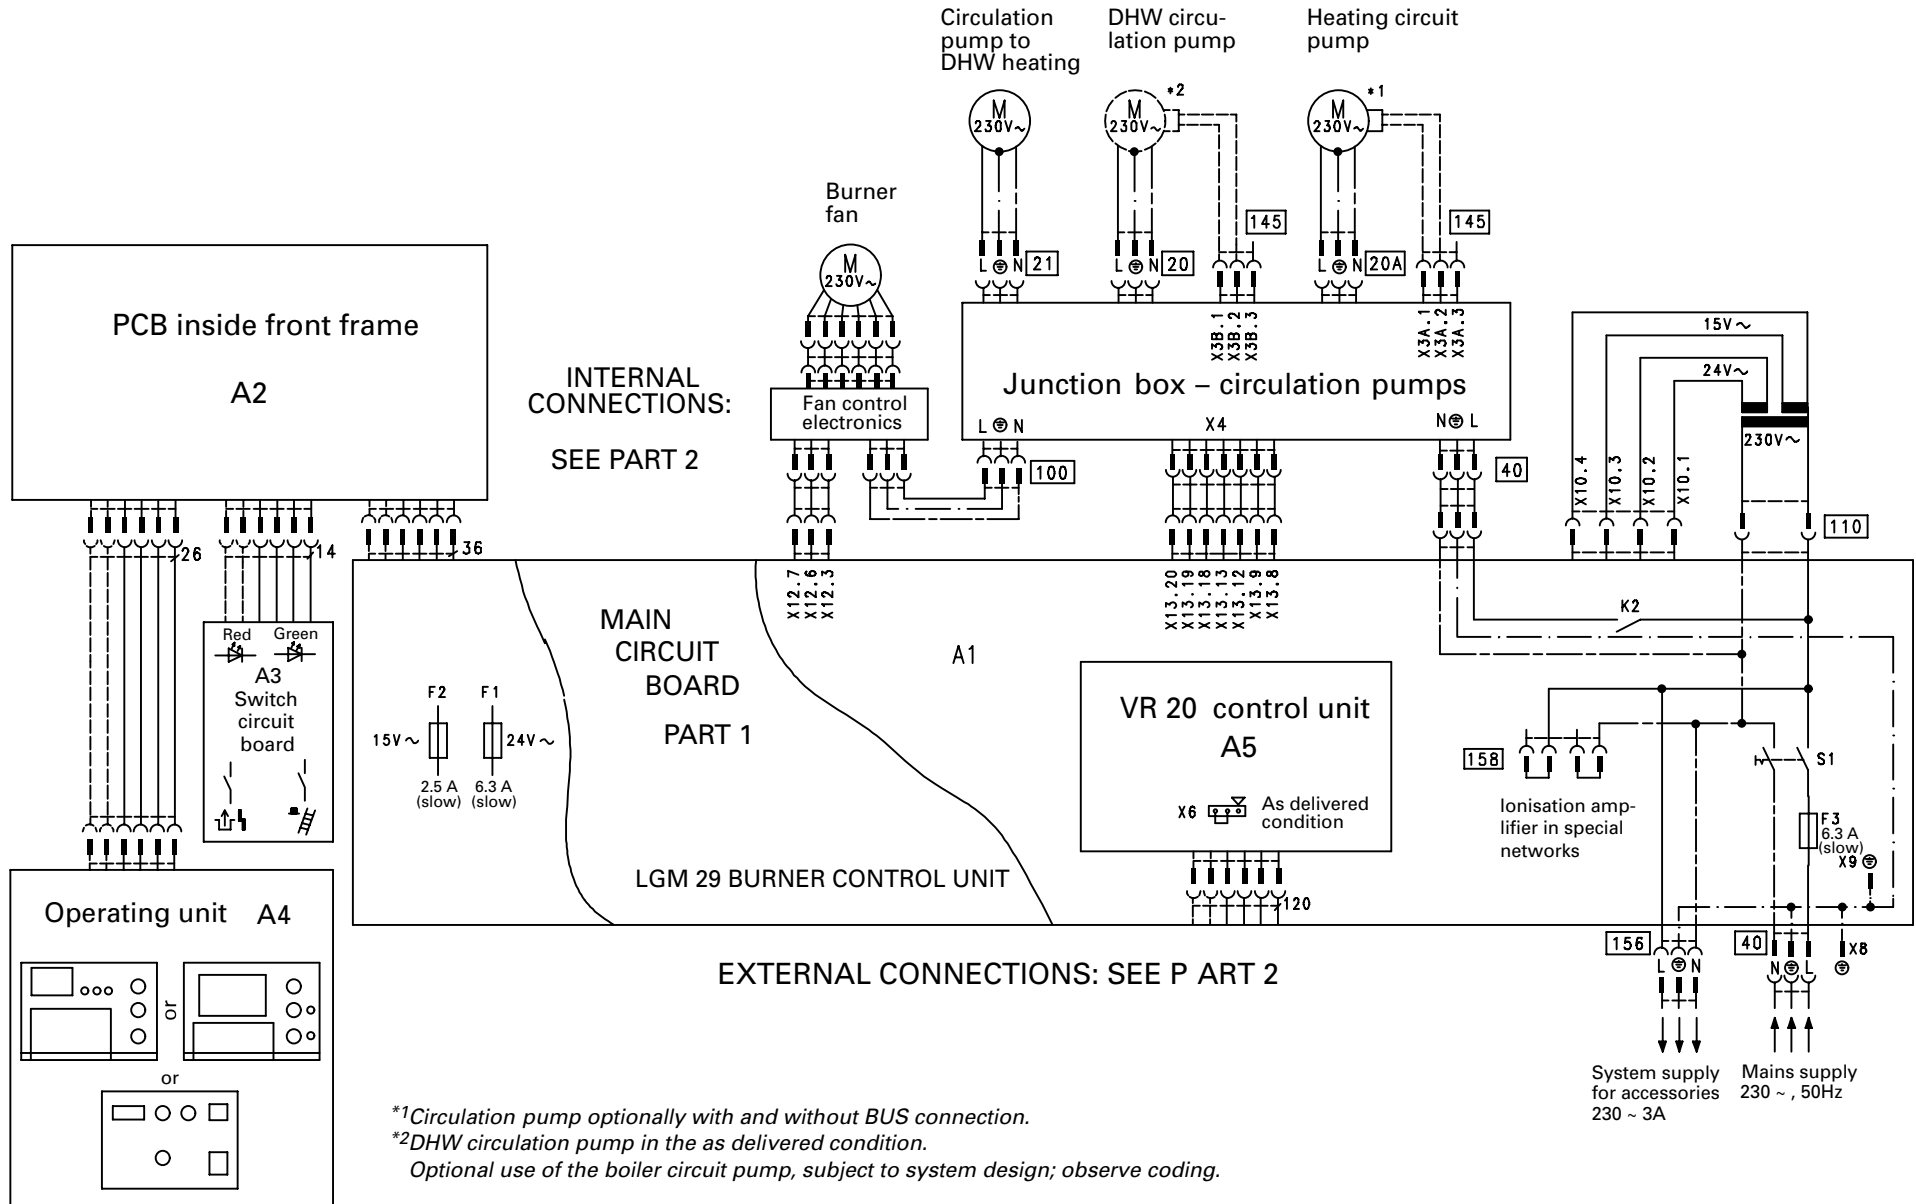 Circulation
pump to
DHW heating
DHW circu-
lation pump
Heating circuit
pump
M
230V~
*2
M
230V~
*1
M
230V~
Burner
fan
M
230V~
145
145
L N 21
L N 20
L N 20A
PCB inside front frame
A2
INTERNAL
CONNECTIONS:
SEE PART 2
Fan control
electronics
X3B.1
X3B.2
X3B.3
X3A.1
X3A.2
X3A.3
Junction box – circulation pumps
L N
X4
N L
100
40
15V~
24V~
230V~
X10.4
X10.3
X10.2
X10.1
110
26
14
36
X12.7
X12.6
X12.3
X13.20
X13.19
X13.18
X13.13
X13.12
X13.9
X13.8
K2
Red
Green
A3
Switch
circuit
board
MAIN
CIRCUIT
BOARD
PART 1
A1
F2
F1
15V~
24V~
2.5 A
(slow)
6.3 A
(slow)
VR 20 control unit
A5
X6
As delivered
condition
158
S1
Ionisation amp-
lifier in special
networks
F3
6.3 A
(slow)
X9
LGM 29 BURNER CONTROL UNIT
120
Operating unit A4
or
or
EXTERNAL CONNECTIONS: SEE P ART 2
156
L N
40
N L
X8
System supply
for accessories
230 ~ 3A
Mains supply
230 ~ , 50Hz
*1Circulation pump optionally with and without BUS connection.
*2DHW circulation pump in the as delivered condition.
Optional use of the boiler circuit pump, subject to system design; observe coding.